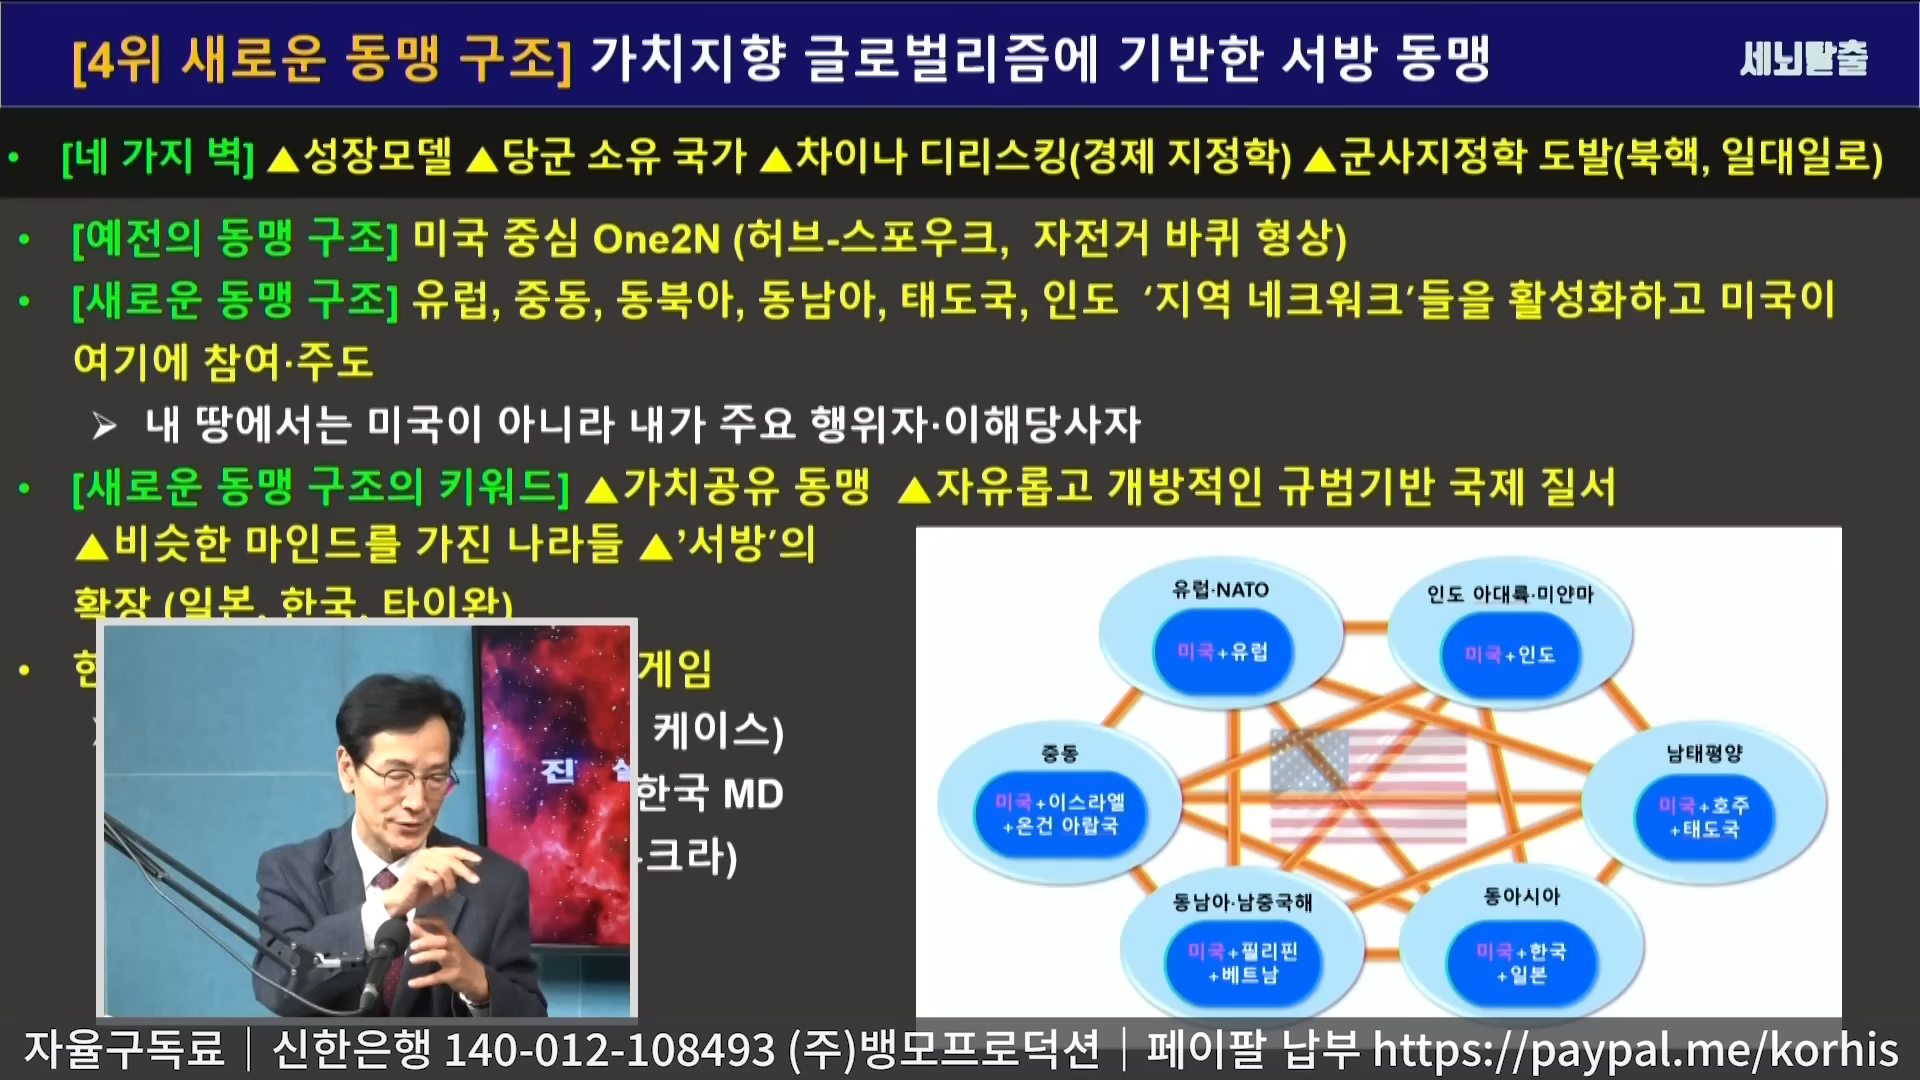 [4위 새로운 동맹 구조] 가치지향 글로벌리즘에 기반한 서방 동맹
세뇌탈출
• [네 가지 벽] ▲성장모델 ▲당군 소유 국가 ▲차이나 디리스킹(경제 지정학) ▲군사지정학 도발(북핵, 일대일로)
• [예전의 동맹 구조] 미국 중심 One2N (허브-스포우크, 자전거 바퀴 형상)
• [새로운 동맹 구조] 유럽, 중동, 동북아, 동남아, 태도국, 인도 ‘지역 네크워크’들을 활성화하고 미국이
여기에 참여·주도
➢ 내 땅에서는 미국이 아니라 내가 주요 행위자·이해당사자
• [새로운 동맹 구조의 키워드] ▲가치공유 동맹 ▲자유롭고 개방적인 규범기반 국제 질서
▲비슷한 마인드를 가진 나라들 ▲’서방’의
확장 (일본, 한국, 타이완)
게임
케이스)
한국 MD
크라)
진
유럽·NATO
미국+유럽
인도 아대륙·미얀마
미국+인도
중동
미국+이스라엘
+온건 아랍국
남태평양
미국+호주
+태도국
동남아·남중국해
미국+필리핀
+베트남
동아시아
미국+한국
+일본
자율구독료｜신한은행 140-012-108493 (주)뱅모프로덕션｜페이팔 납부 https://paypal.me/korhis